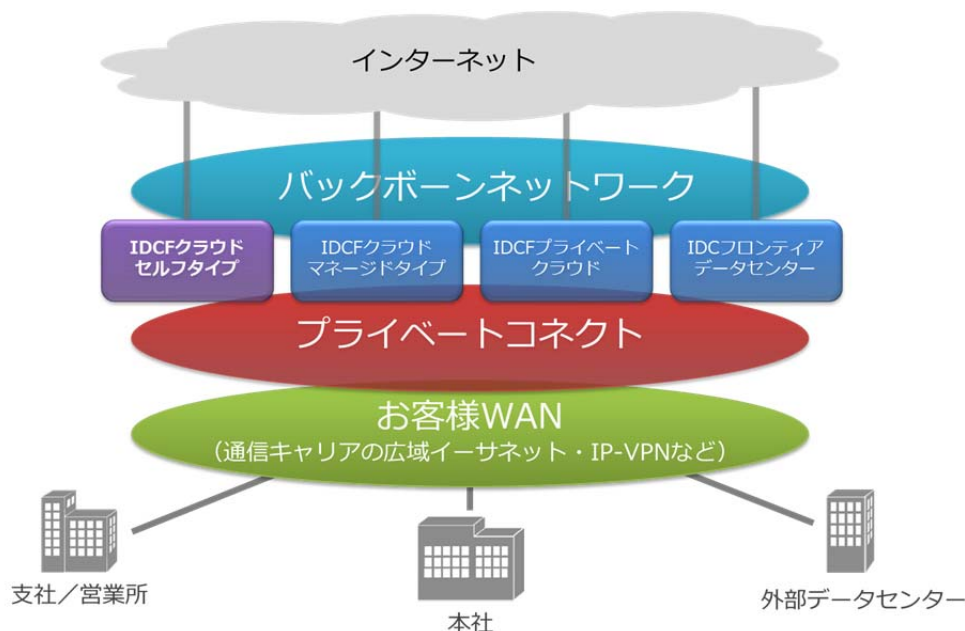 インターネット
バックボーンネットワーク
IDCFクラウド
セルフタイプ
IDCFクラウド
マネージドタイプ
IDCFプライベート
クラウド
IDCフロンティア
データセンター
プライベートコネクト
お客様WAN
（通信キャリアの広域イーサネット・IP-VPNなど）
支社／営業所
本社
外部データセンター